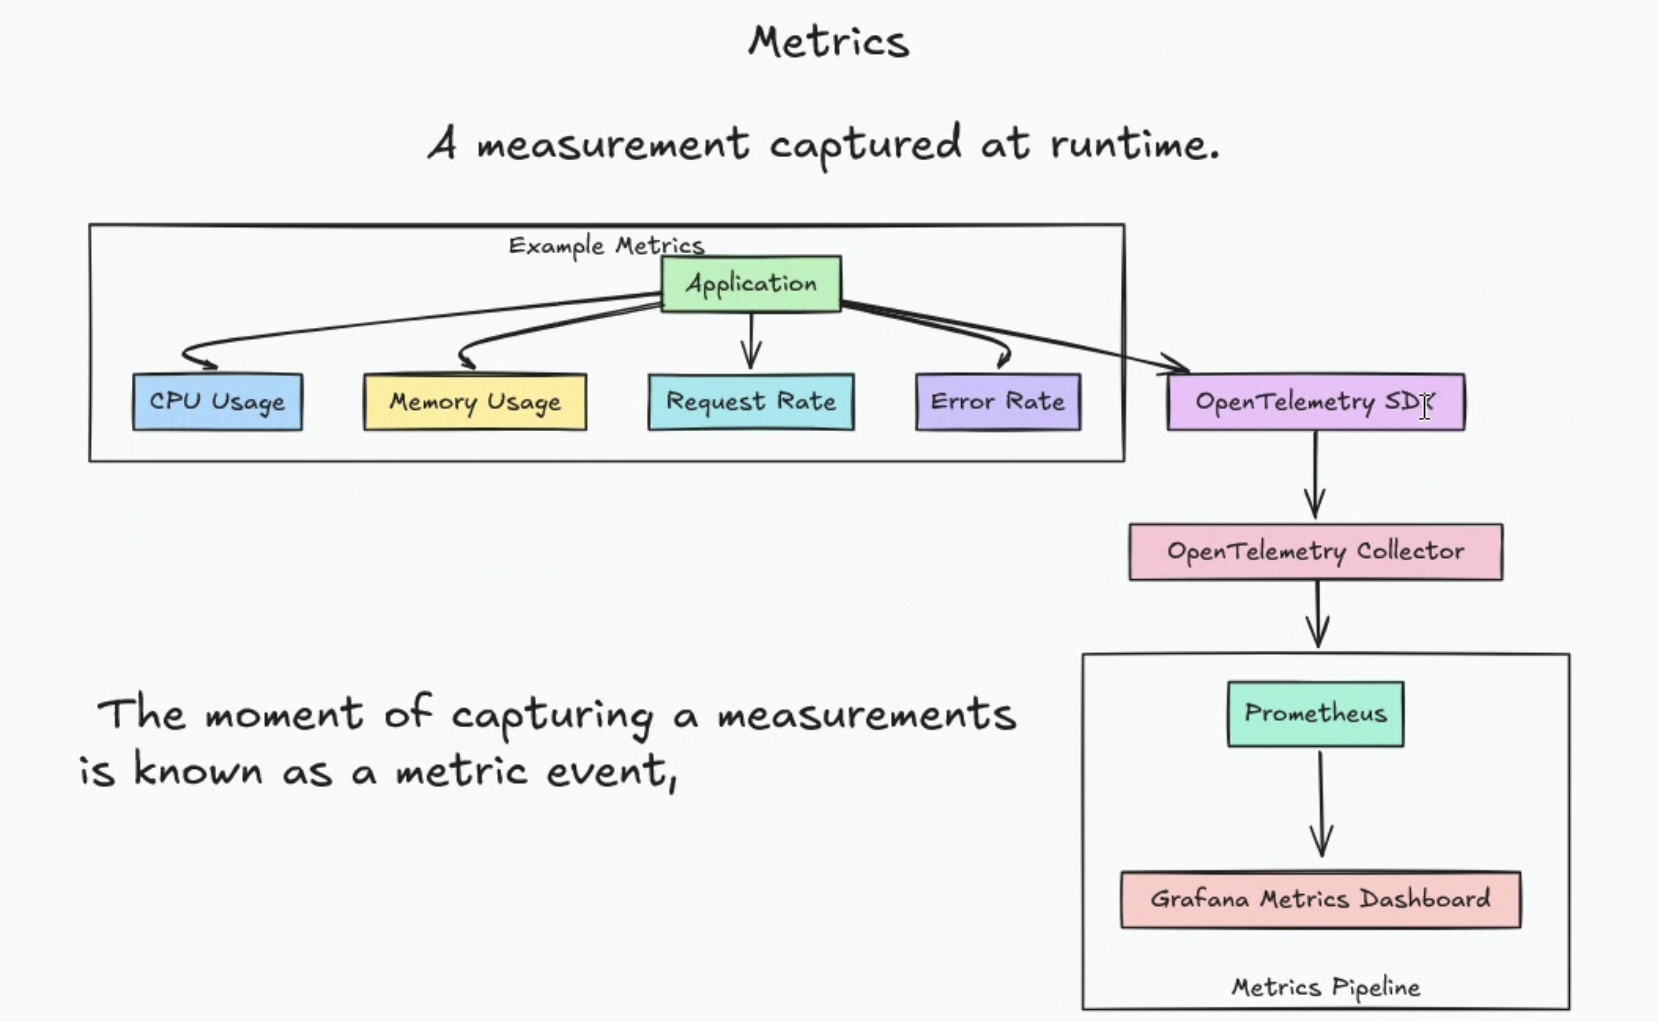 Metrics
A measurement captured at runtime.
Example Metrics
Application
CPU Usage
Memory Usage
Request Rate
Error Rate
OpenTelemetry SDK
OpenTelemetry Collector
The moment of capturing a measurements
is known as a metric event,
Prometheus
Grafana Metrics Dashboard
Metrics Pipeline